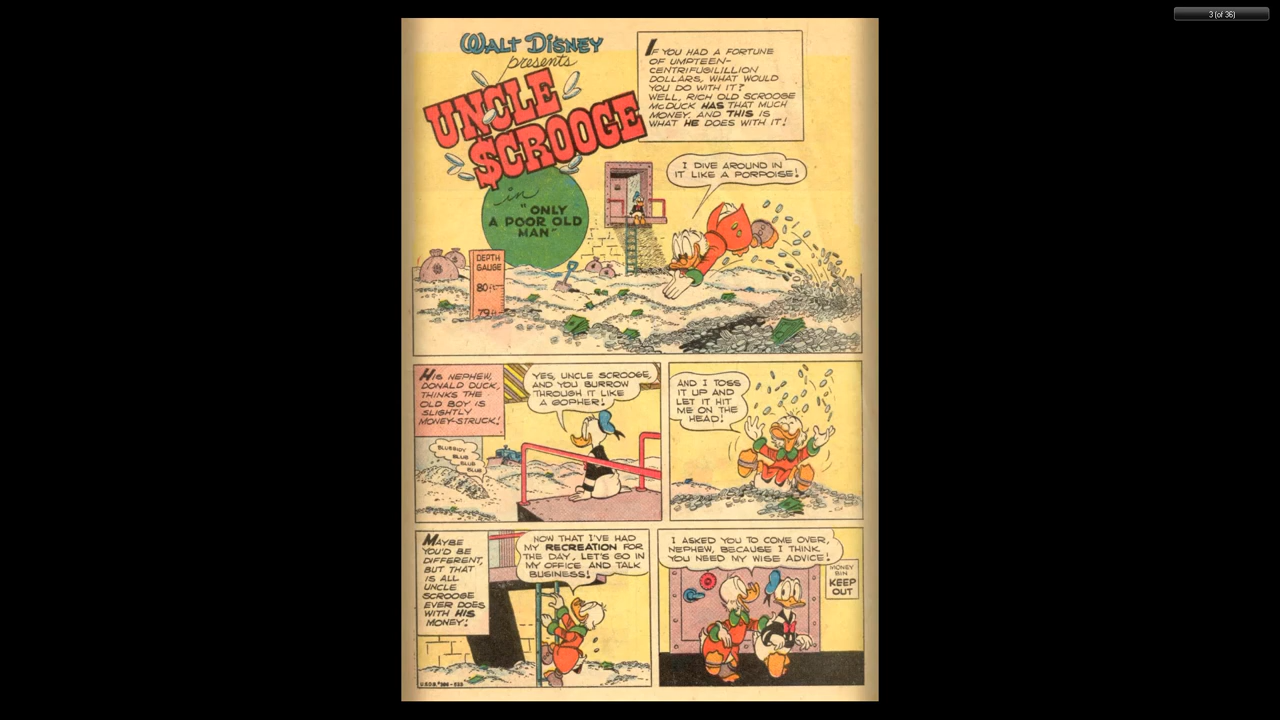 3 (of 36)
WALT DISNEY
presents
UNCLE
$CROOGE
in
"ONLY
A POOR OLD
MAN"
IF YOU HAD A FORTUNE
OF UMPTEEN-
CENTRIFUGILILLION
DOLLARS, WHAT WOULD
YOU DO WITH IT?
WELL, RICH OLD SCROOGE
McDUCK HAS THAT MUCH
MONEY, AND THIS IS
WHAT HE DOES WITH IT!
I DIVE AROUND IN
IT LIKE A PORPOISE!
DEPTH
GAUGE
80 FT.
79 FT.
HIS NEPHEW,
DONALD DUCK,
THINKS THE
OLD BOY IS
SLIGHTLY
MONEY-STRUCK!
YES, UNCLE SCROOGE,
AND YOU BURROW
THROUGH IT LIKE
A GOPHER!
BLUB
BLUB
BLUB
AND I TOSS
IT UP AND
LET IT HIT
ME ON THE
HEAD!
MAYBE
YOU'D BE
DIFFERENT,
BUT THAT
IS ALL
UNCLE
SCROOGE
EVER DOES
WITH HIS
MONEY!
NOW THAT I'VE HAD
MY RECREATION FOR
THE DAY, LET'S GO IN
MY OFFICE AND TALK
BUSINESS!
I ASKED YOU TO COME OVER,
NEPHEW, BECAUSE I THINK
YOU NEED MY WISE ADVICE!
MONEY
BIN
KEEP
OUT